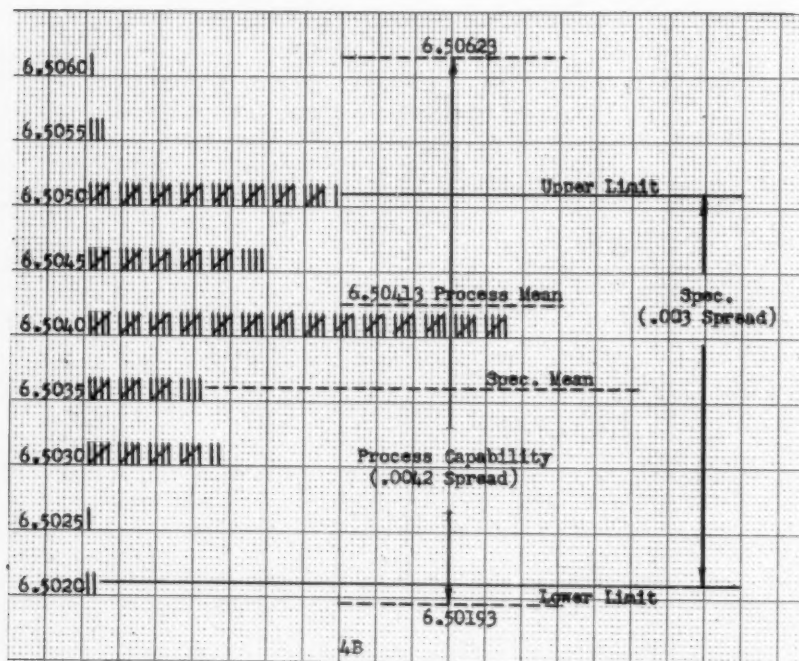 6.50623
6.5060
6.5055
6.5050
Upper Limit
6.5045
6.50413 Process Mean
6.5040
Spec.
(.003 Spread)
6.5035
Spec. Mean
6.5030
Process Capability
(.0042 Spread)
6.5025
6.5020
Lower Limit
6.50193
4B